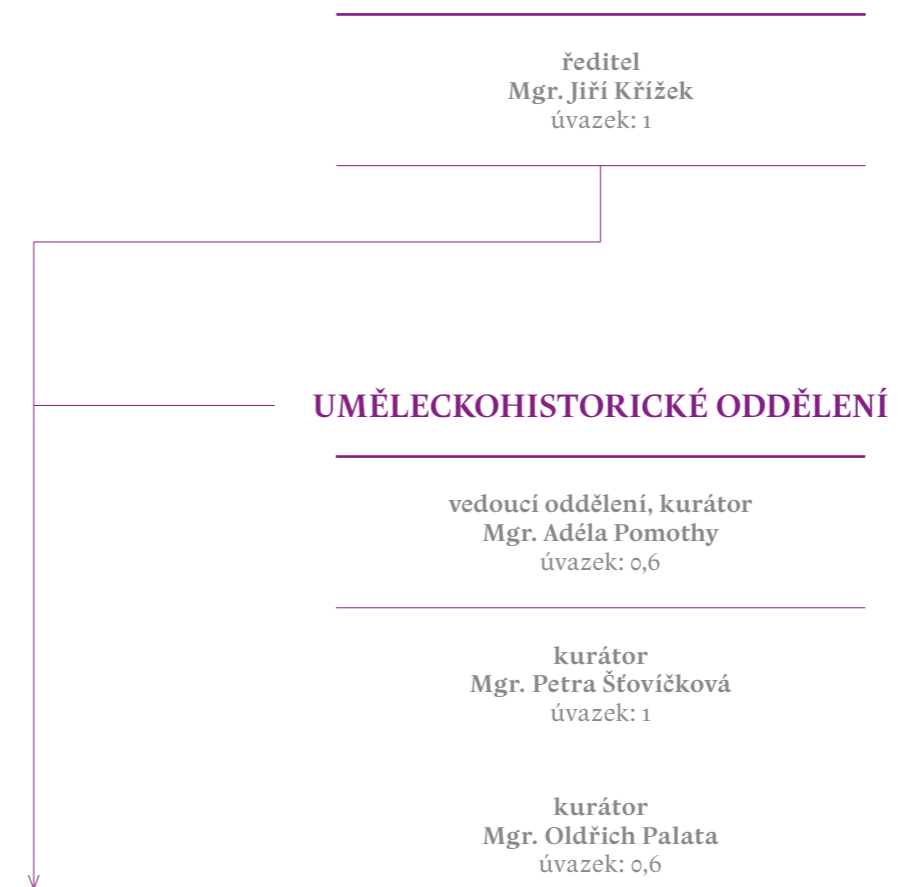 ředitel
Mgr. Jiří Křížek
úvazek: 1
UMĚLECKOHISTORICKÉ ODDĚLENÍ
vedoucí oddělení, kurátor
Mgr. Adéla Pomothy
úvazek: 0,6
kurátor
Mgr. Petra Šťovíčková
úvazek: 1
kurátor
Mgr. Oldřich Palata
úvazek: 0,6